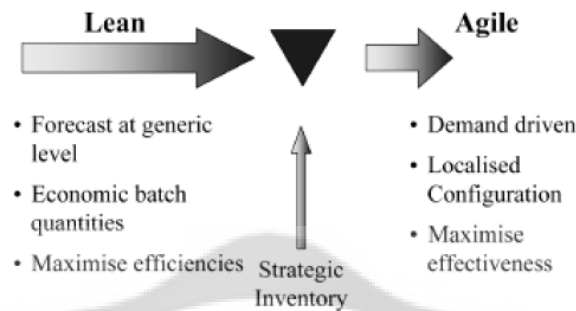 Lean
Agile
• Forecast at generic
level
• Economic batch
quantities
• Maximise efficiencies
Strategic
Inventory
• Demand driven
• Localised
Configuration
• Maximise
effectiveness